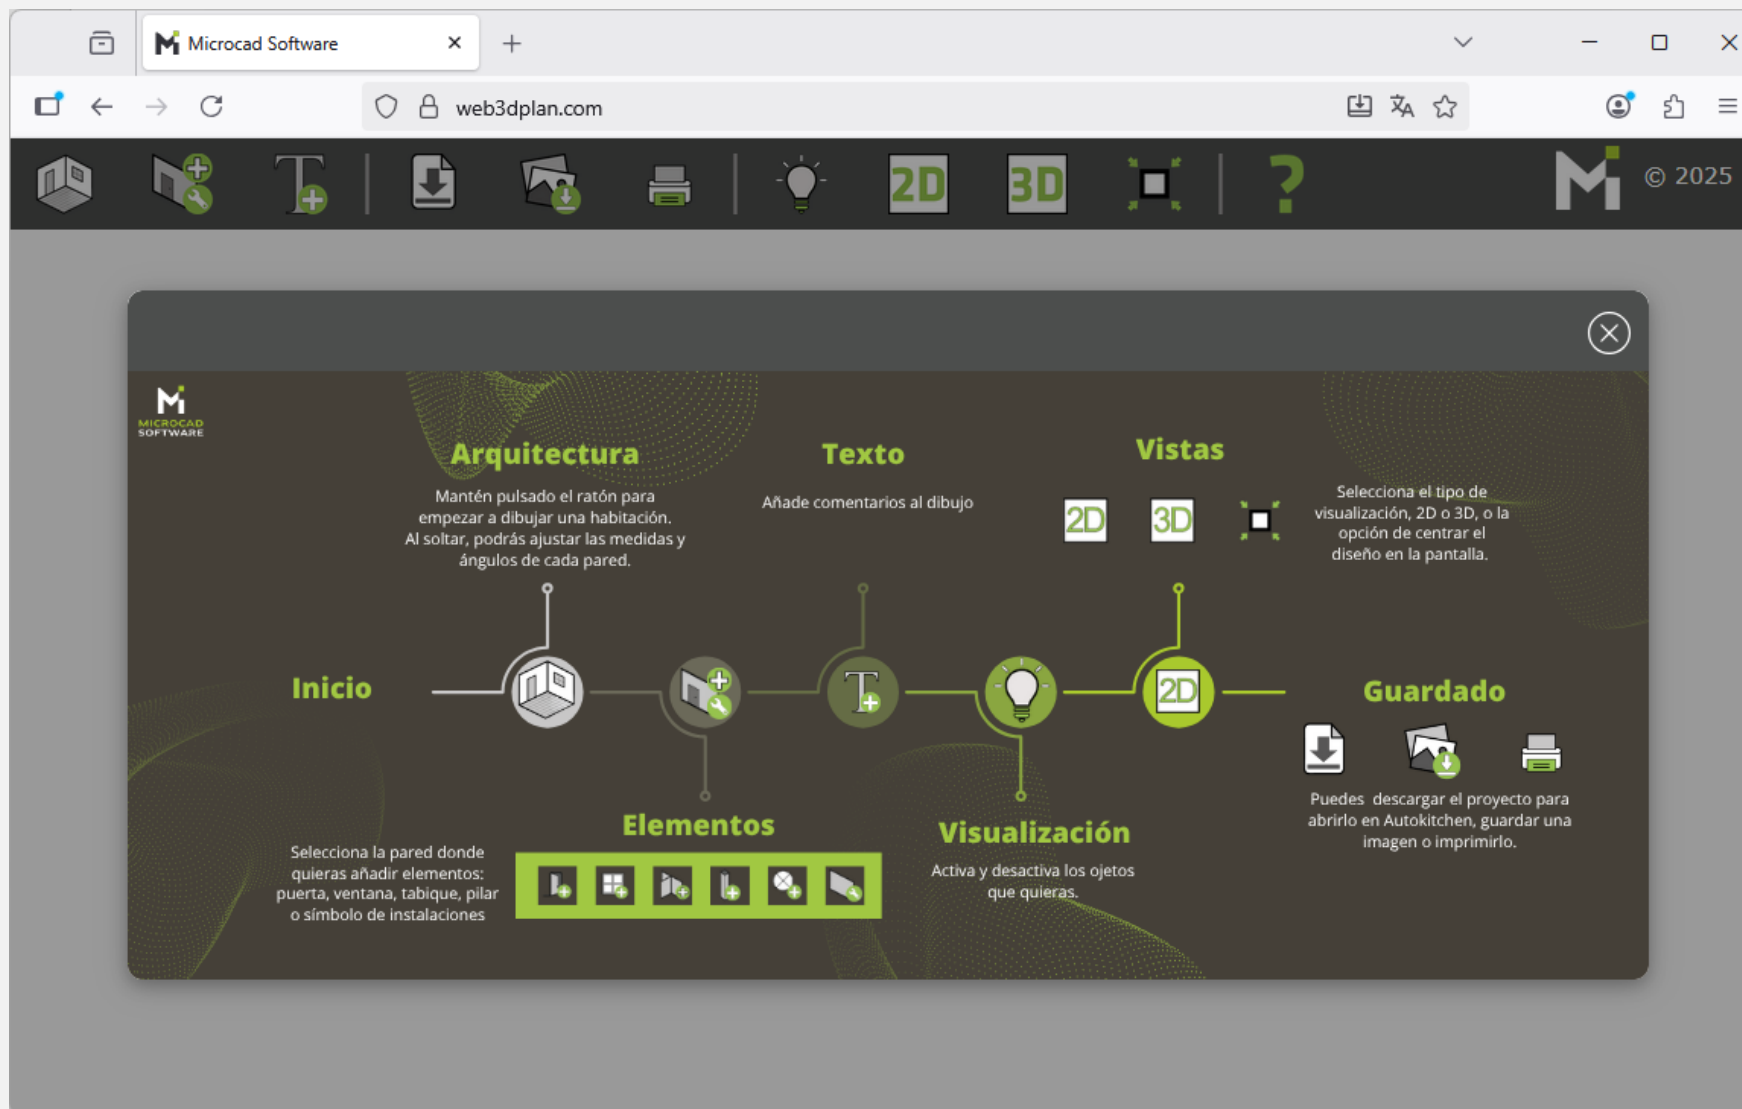 Microcad Software
web3dplan.com
T
2D
3D
?
Mi © 2025
Mi
MICROCAD
SOFTWARE
Arquitectura
Mantén pulsado el ratón para
empezar a dibujar una habitación.
Al soltar, podrás ajustar las medidas y
ángulos de cada pared.
Texto
Añade comentarios al dibujo
Vistas
2D
3D
Selecciona el tipo de
visualización, 2D o 3D, o la
opción de centrar el
diseño en la pantalla.
Inicio
T
2D
Guardado
Puedes descargar el proyecto para
abrirlo en Autokitchen, guardar una
imagen o imprimirlo.
Elementos
Selecciona la pared donde
quieras añadir elementos:
puerta, ventana, tabique, pilar
o símbolo de instalaciones
Visualización
Activa y desactiva los ojetos
que quieras.